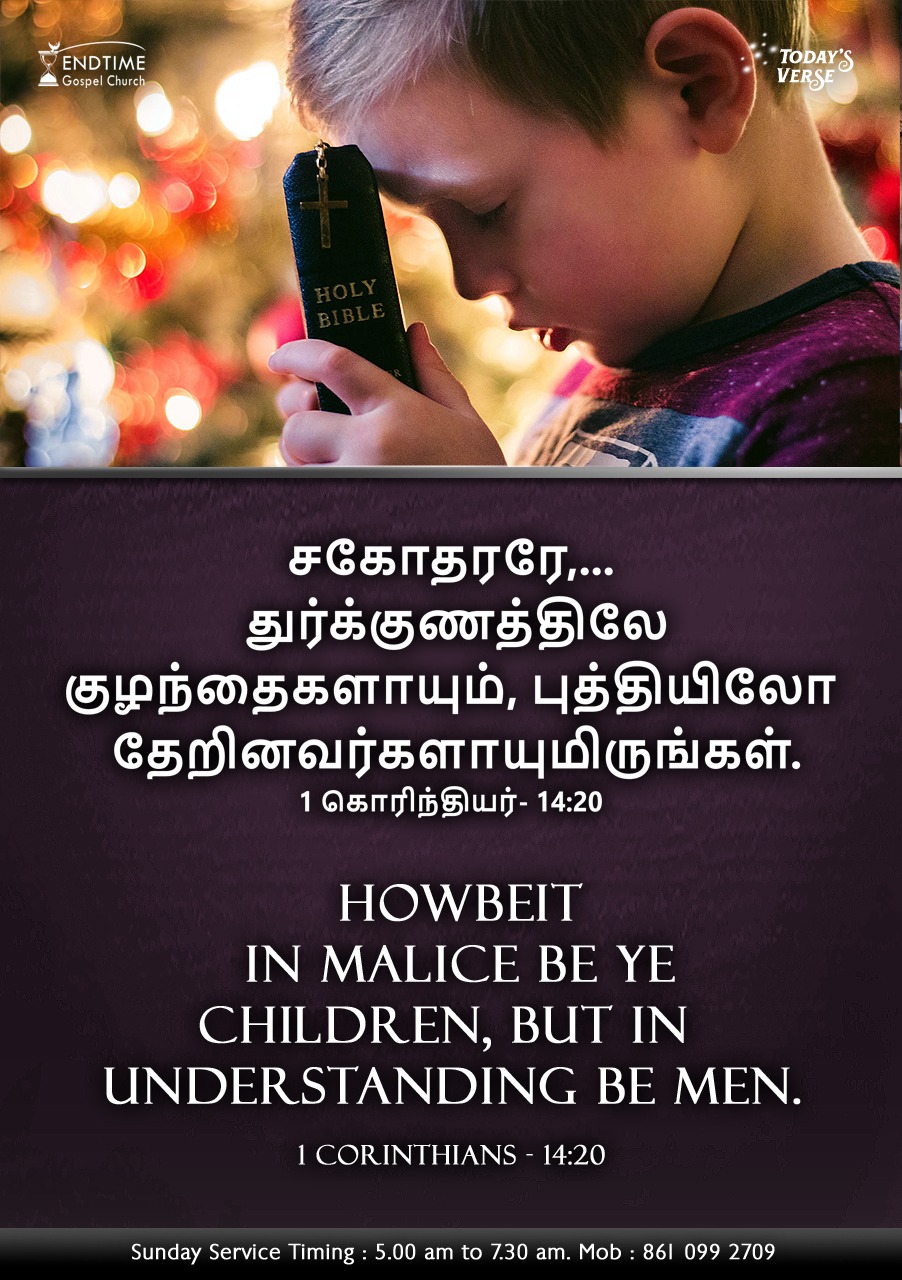 ENDTIME
Gospel Church
TODAY'S
VERSE
HOLY
BIBLE
சகோதரரே,...
துர்க்குணத்திலே
குழந்தைகளாயும், புத்தியிலோ
தேறினவர்களாயுமிருங்கள்.
1 கொரிந்தியர்- 14:20
HOWBEIT
IN MALICE BE YE
CHILDREN, BUT IN
UNDERSTANDING BE MEN.
1 CORINTHIANS - 14:20
Sunday Service Timing : 5.00 am to 7.30 am. Mob : 861 099 2709